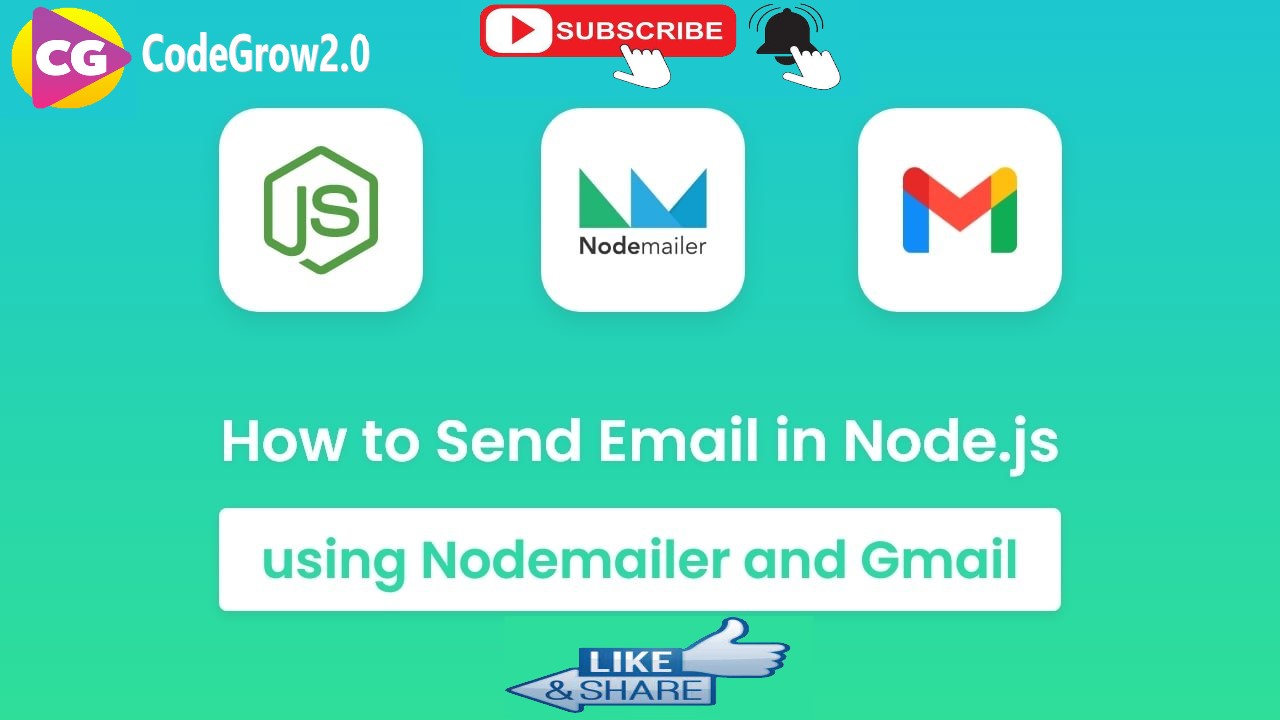 CG CodeGrow2.0
SUBSCRIBE
JS
Nodemailer
How to Send Email in Node.js
using Nodemailer and Gmail
LIKE
& SHARE